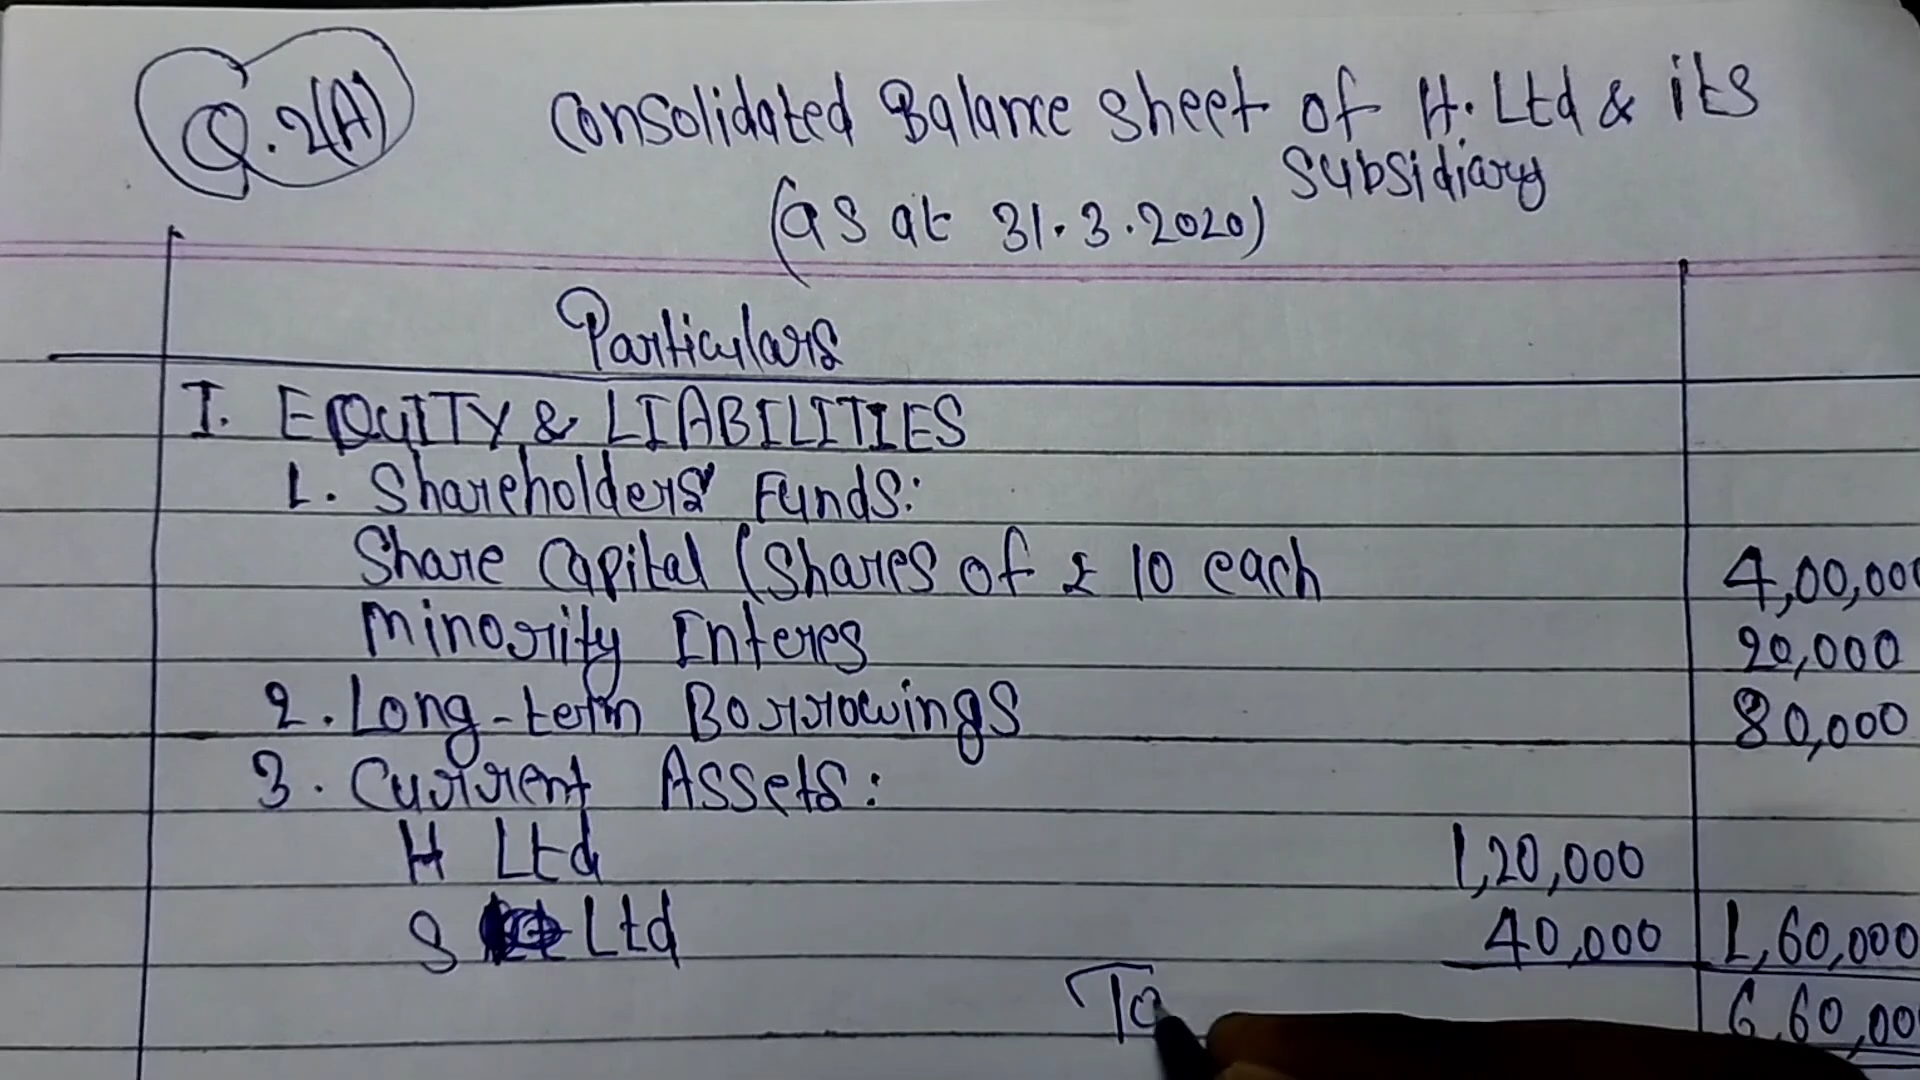 Q.2(A)
Consolidated Balance Sheet of H. Ltd & its
Subsidiary
(as at 31.3.2020)
Particulars
I. EQUITY & LIABILITIES
1. Shareholders' Funds:
Share Capital (Shares of ₹ 10 each 4,00,000
Minority Interes 20,000
2. Long-term Borrowings 80,000
3. Current Assets:
H Ltd 1,20,000
S Ltd 40,000 1,60,000
To 6,60,00